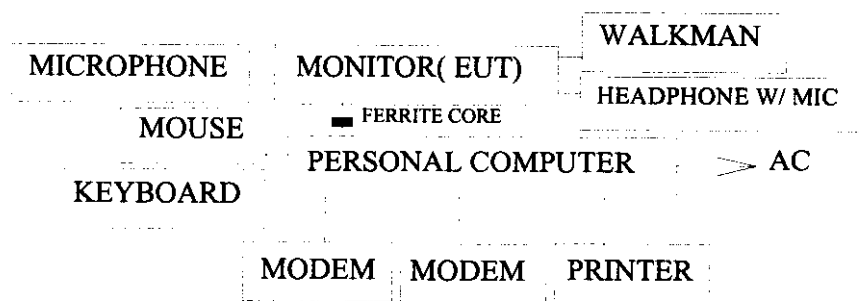 WALKMAN
MICROPHONE MONITOR( EUT)
HEADPHONE W/ MIC
MOUSE FERRITE CORE
PERSONAL COMPUTER AC
KEYBOARD
MODEM MODEM PRINTER